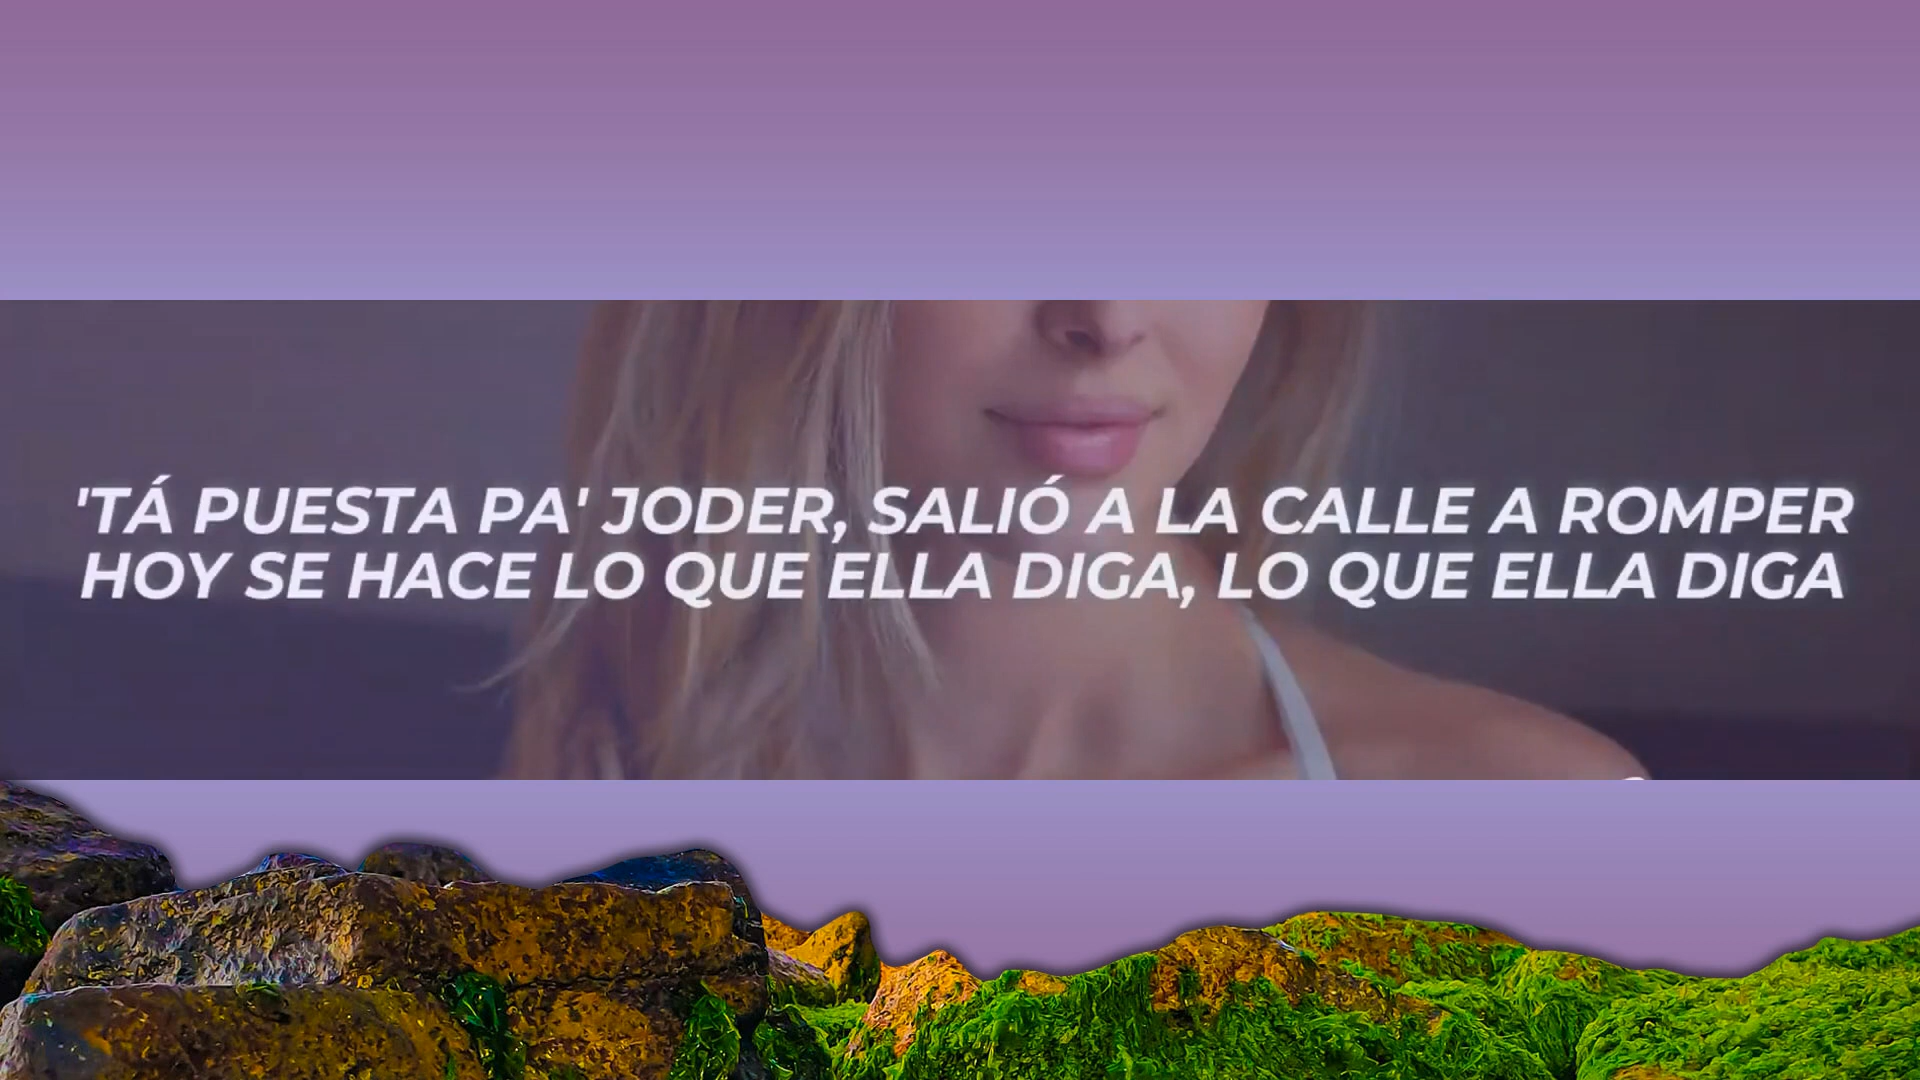 'TÁ PUESTA PA' JODER, SALIÓ A LA CALLE A ROMPER
HOY SE HACE LO QUE ELLA DIGA, LO QUE ELLA DIGA